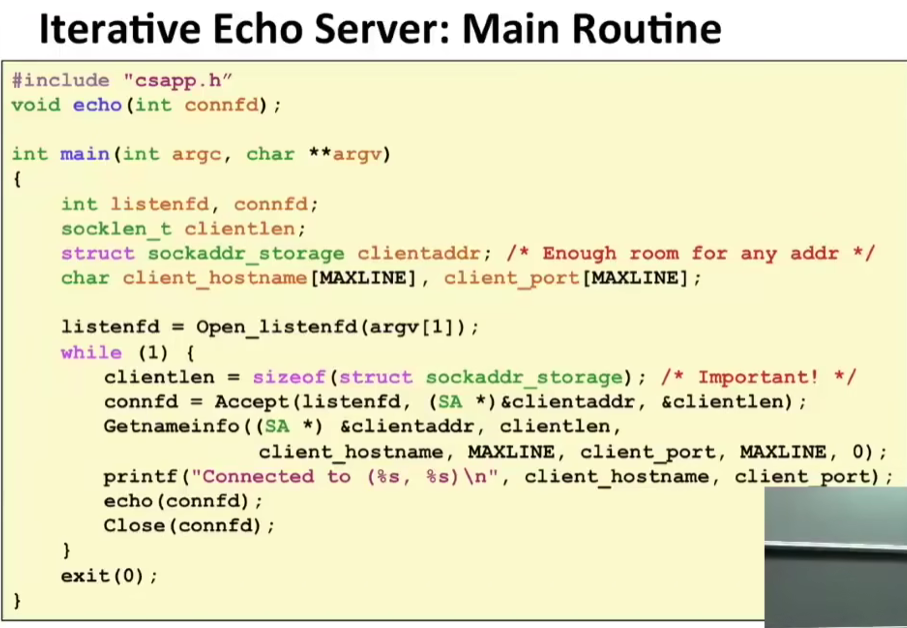 Iterative Echo Server: Main Routine
#include "csapp.h”
void echo(int connfd);
int main(int argc, char **argv)
{
int listenfd, connfd;
socklen_t clientlen;
struct sockaddr_storage clientaddr; /* Enough room for any addr */
char client_hostname[MAXLINE], client_port[MAXLINE];
listenfd = Open_listenfd(argv[1]);
while (1) {
clientlen = sizeof(struct sockaddr_storage); /* Important! */
connfd = Accept(listenfd, (SA *)&clientaddr, &clientlen);
Getnameinfo((SA *) &clientaddr, clientlen,
client_hostname, MAXLINE, client_port, MAXLINE, 0);
printf("Connected to (%s, %s)\n", client_hostname, client_port);
echo(connfd);
Close(connfd);
}
exit(0);
}